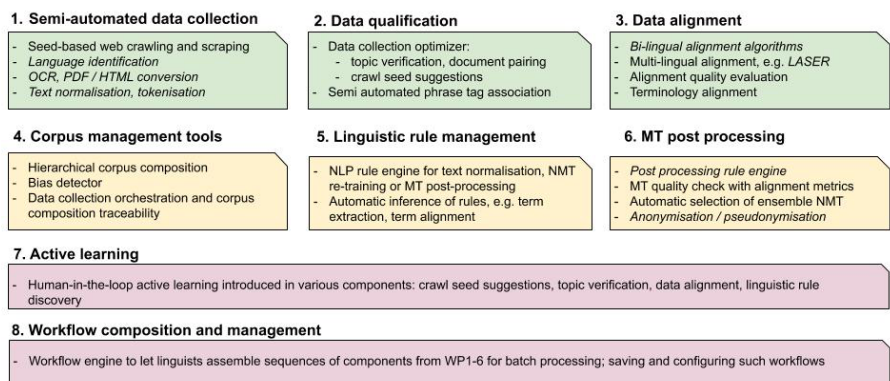 1. Semi-automated data collection
- Seed-based web crawling and scraping
- Language identification
- OCR, PDF / HTML conversion
- Text normalisation, tokenisation
2. Data qualification
- Data collection optimizer:
- topic verification, document pairing
- crawl seed suggestions
- Semi automated phrase tag association
3. Data alignment
- Bi-lingual alignment algorithms
- Multi-lingual alignment, e.g. LASER
- Alignment quality evaluation
- Terminology alignment
4. Corpus management tools
- Hierarchical corpus composition
- Bias detector
- Data collection orchestration and corpus
composition traceability
5. Linguistic rule management
- NLP rule engine for text normalisation, NMT
re-training or MT post-processing
- Automatic inference of rules, e.g. term
extraction, term alignment
6. MT post processing
- Post processing rule engine
- MT quality check with alignment metrics
- Automatic selection of ensemble NMT
- Anonymisation / pseudonymisation
7. Active learning
- Human-in-the-loop active learning introduced in various components: crawl seed suggestions, topic verification, data alignment, linguistic rule
discovery
8. Workflow composition and management
- Workflow engine to let linguists assemble sequences of components from WP1-6 for batch processing; saving and configuring such workflows